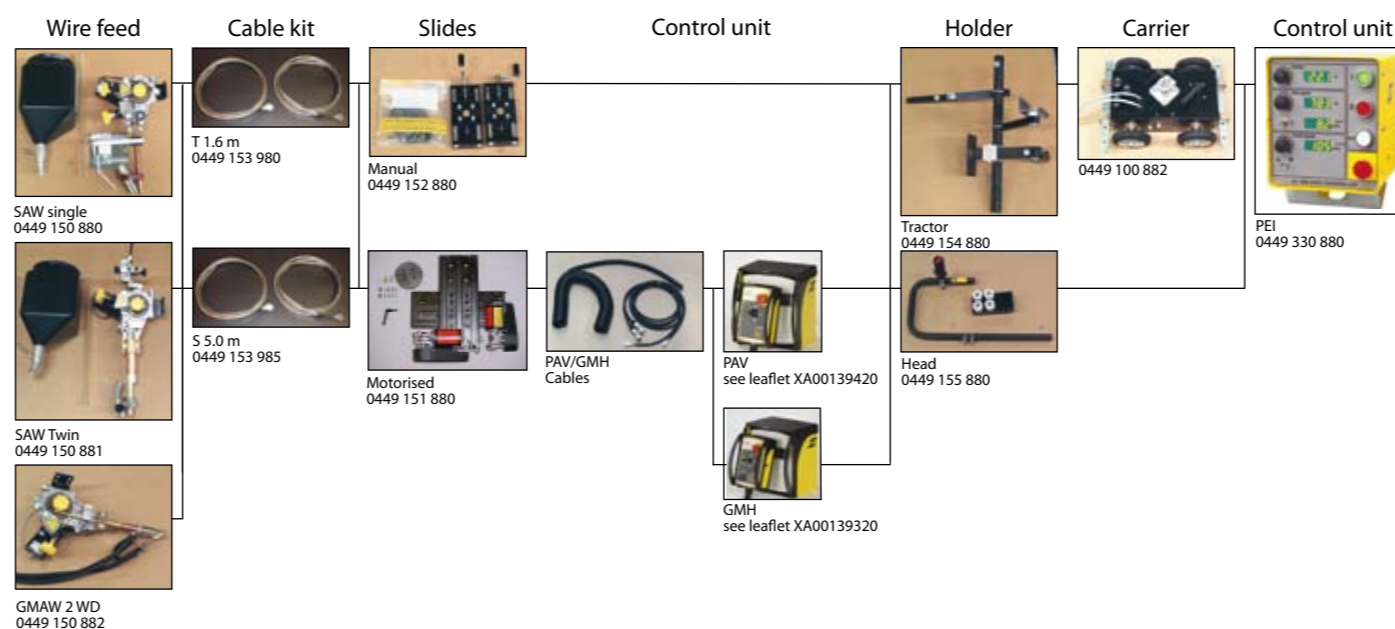 Wire feed
Cable kit
Slides
Control unit
Holder
Carrier
Control unit
T 1.6 m
0449 153 980
Manual
0449 152 880
0449 100 882
SAW single
0449 150 880
Tractor
0449 154 880
PEI
0449 330 880
S 5.0 m
0449 153 985
Motorised
0449 151 880
PAV/GMH
Cables
PAV
see leaflet XA00139420
Head
0449 155 880
SAW Twin
0449 150 881
GMH
see leaflet XA00139320
GMAW 2 WD
0449 150 882